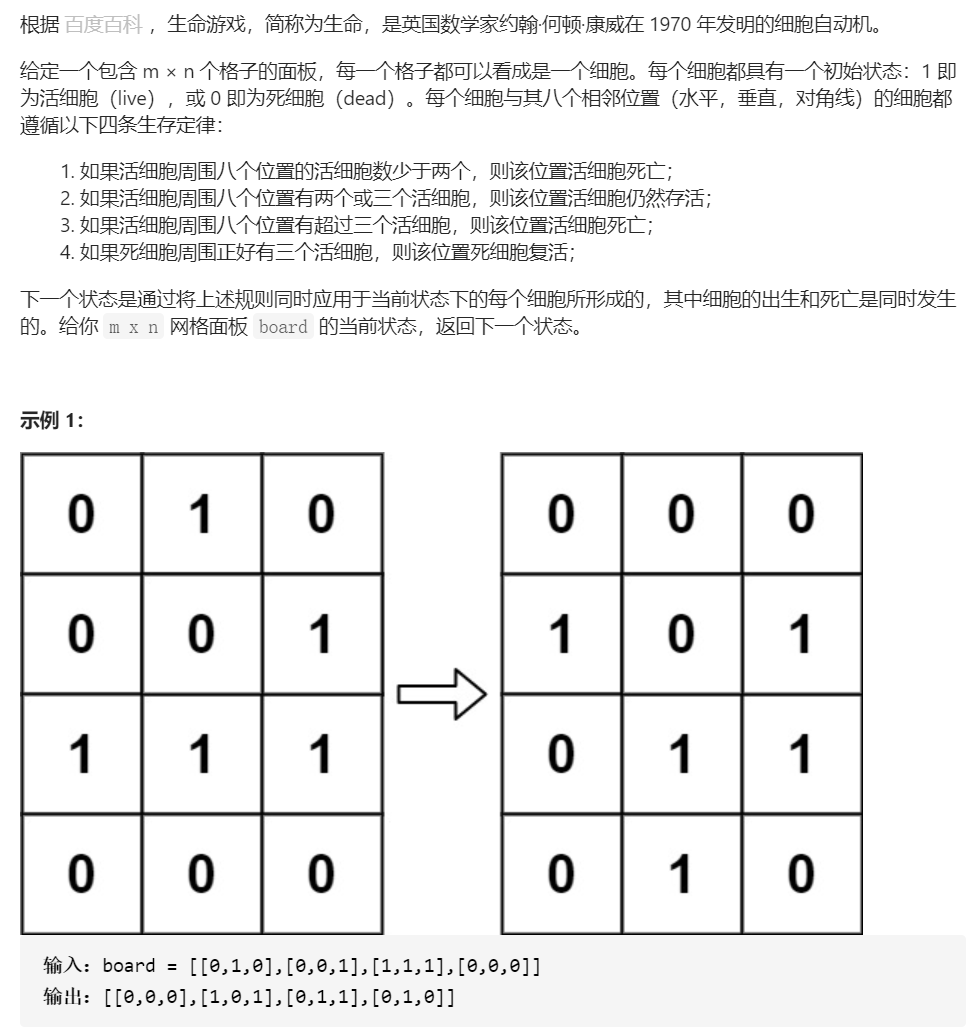 根据 百度百科 ，生命游戏，简称为生命，是英国数学家约翰·何顿·康威在 1970 年发明的细胞自动机。
给定一个包含 m × n 个格子的面板，每一个格子都可以看成是一个细胞。每个细胞都具有一个初始状态：1 即
为活细胞（live），或 0 即为死细胞（dead）。每个细胞与其八个相邻位置（水平，垂直，对角线）的细胞都
遵循以下四条生存定律：
1. 如果活细胞周围八个位置的活细胞数少于两个，则该位置活细胞死亡；
2. 如果活细胞周围八个位置有两个或三个活细胞，则该位置活细胞仍然存活；
3. 如果活细胞周围八个位置有超过三个活细胞，则该位置活细胞死亡；
4. 如果死细胞周围正好有三个活细胞，则该位置死细胞复活；
下一个状态是通过将上述规则同时应用于当前状态下的每个细胞所形成的，其中细胞的出生和死亡是同时发生
的。给你 m x n 网格面板 board 的当前状态，返回下一个状态。
示例 1：
0 1 0 0 0 0
0 0 1 1 0 1
1 1 1 0 1 1
0 0 0 0 1 0
输入：board = [[0,1,0],[0,0,1],[1,1,1],[0,0,0]]
输出：[[0,0,0],[1,0,1],[0,1,1],[0,1,0]]